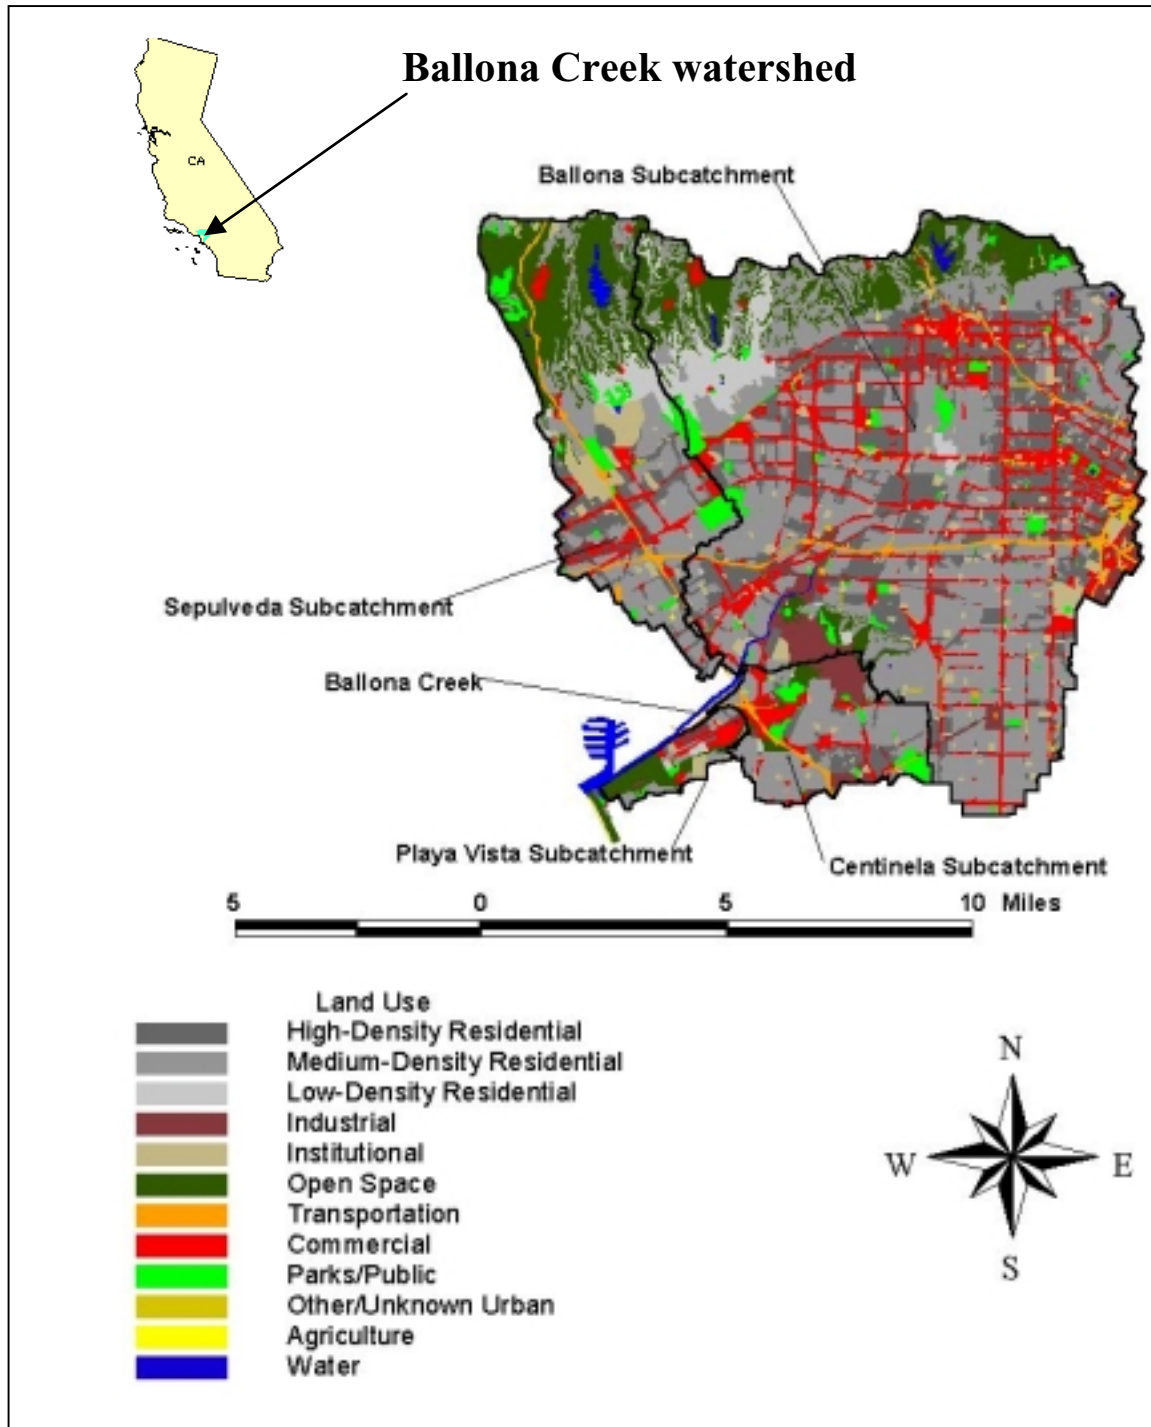 Ballona Creek watershed
CA
Ballona Subcatchment
Sepulveda Subcatchment
Ballona Creek
Playa Vista Subcatchment
Centinela Subcatchment
5 0 5 10 Miles
Land Use
High-Density Residential
Medium-Density Residential
Low-Density Residential
Industrial
Institutional
Open Space
Transportation
Commercial
Parks/Public
Other/Unknown Urban
Agriculture
Water
N
W E
S